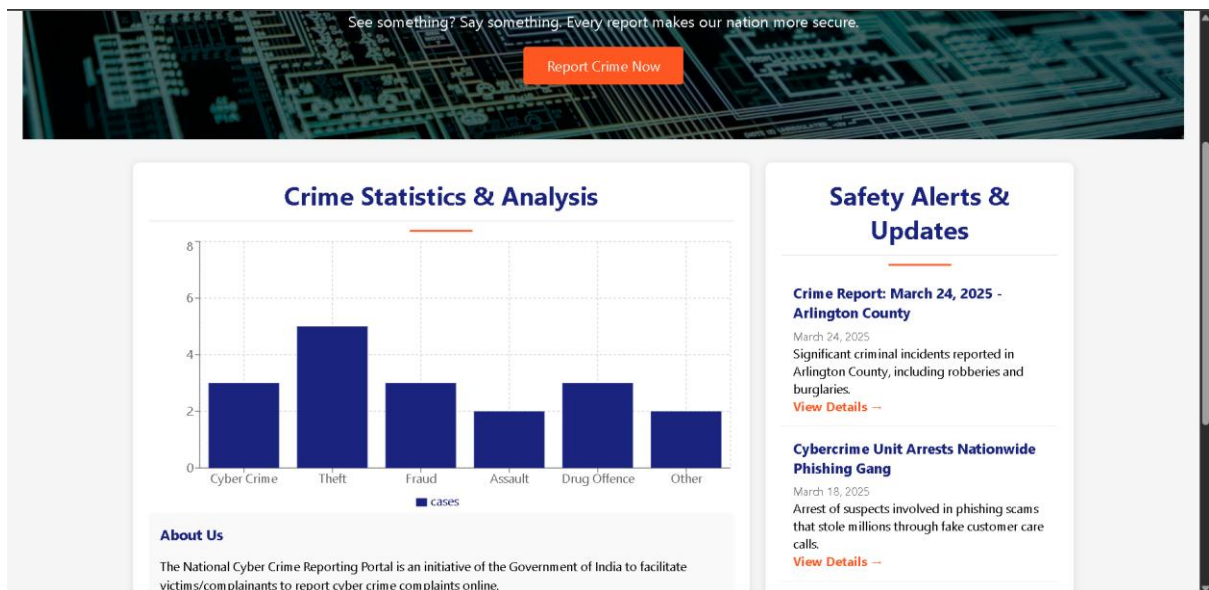 See something? Say something. Every report makes our nation more secure.
Report Crime Now
Crime Statistics & Analysis
8
6
4
2
0
Cyber Crime Theft Fraud Assault Drug Offence Other
cases
About Us
The National Cyber Crime Reporting Portal is an initiative of the Government of India to facilitate
victims/complainants to report cyber crime complaints online.
Safety Alerts &
Updates
Crime Report: March 24, 2025 -
Arlington County
March 24, 2025
Significant criminal incidents reported in
Arlington County, including robberies and
burglaries.
View Details →
Cybercrime Unit Arrests Nationwide
Phishing Gang
March 18, 2025
Arrest of suspects involved in phishing scams
that stole millions through fake customer care
calls.
View Details →